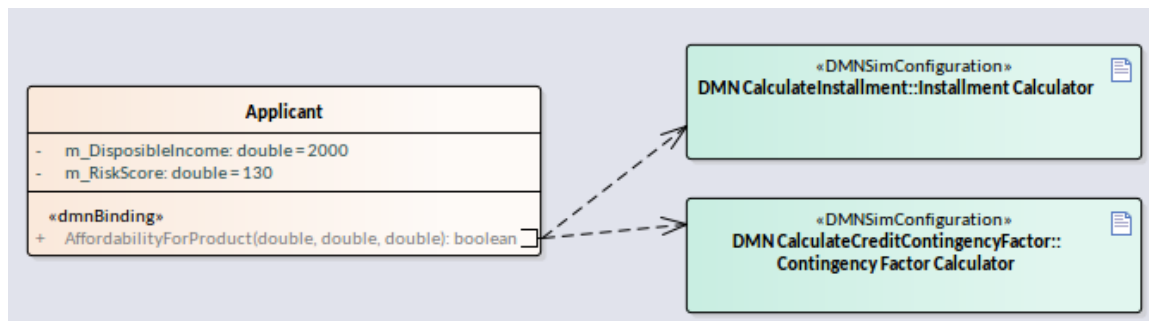 Applicant
- m_DisposibleIncome: double = 2000
- m_RiskScore: double = 130
«dmnBinding»
+ AffordabilityForProduct(double, double, double): boolean
«DMNSimConfiguration»
DMN CalculateInstallment::Installment Calculator
«DMNSimConfiguration»
DMN CalculateCreditContingencyFactor::
Contingency Factor Calculator